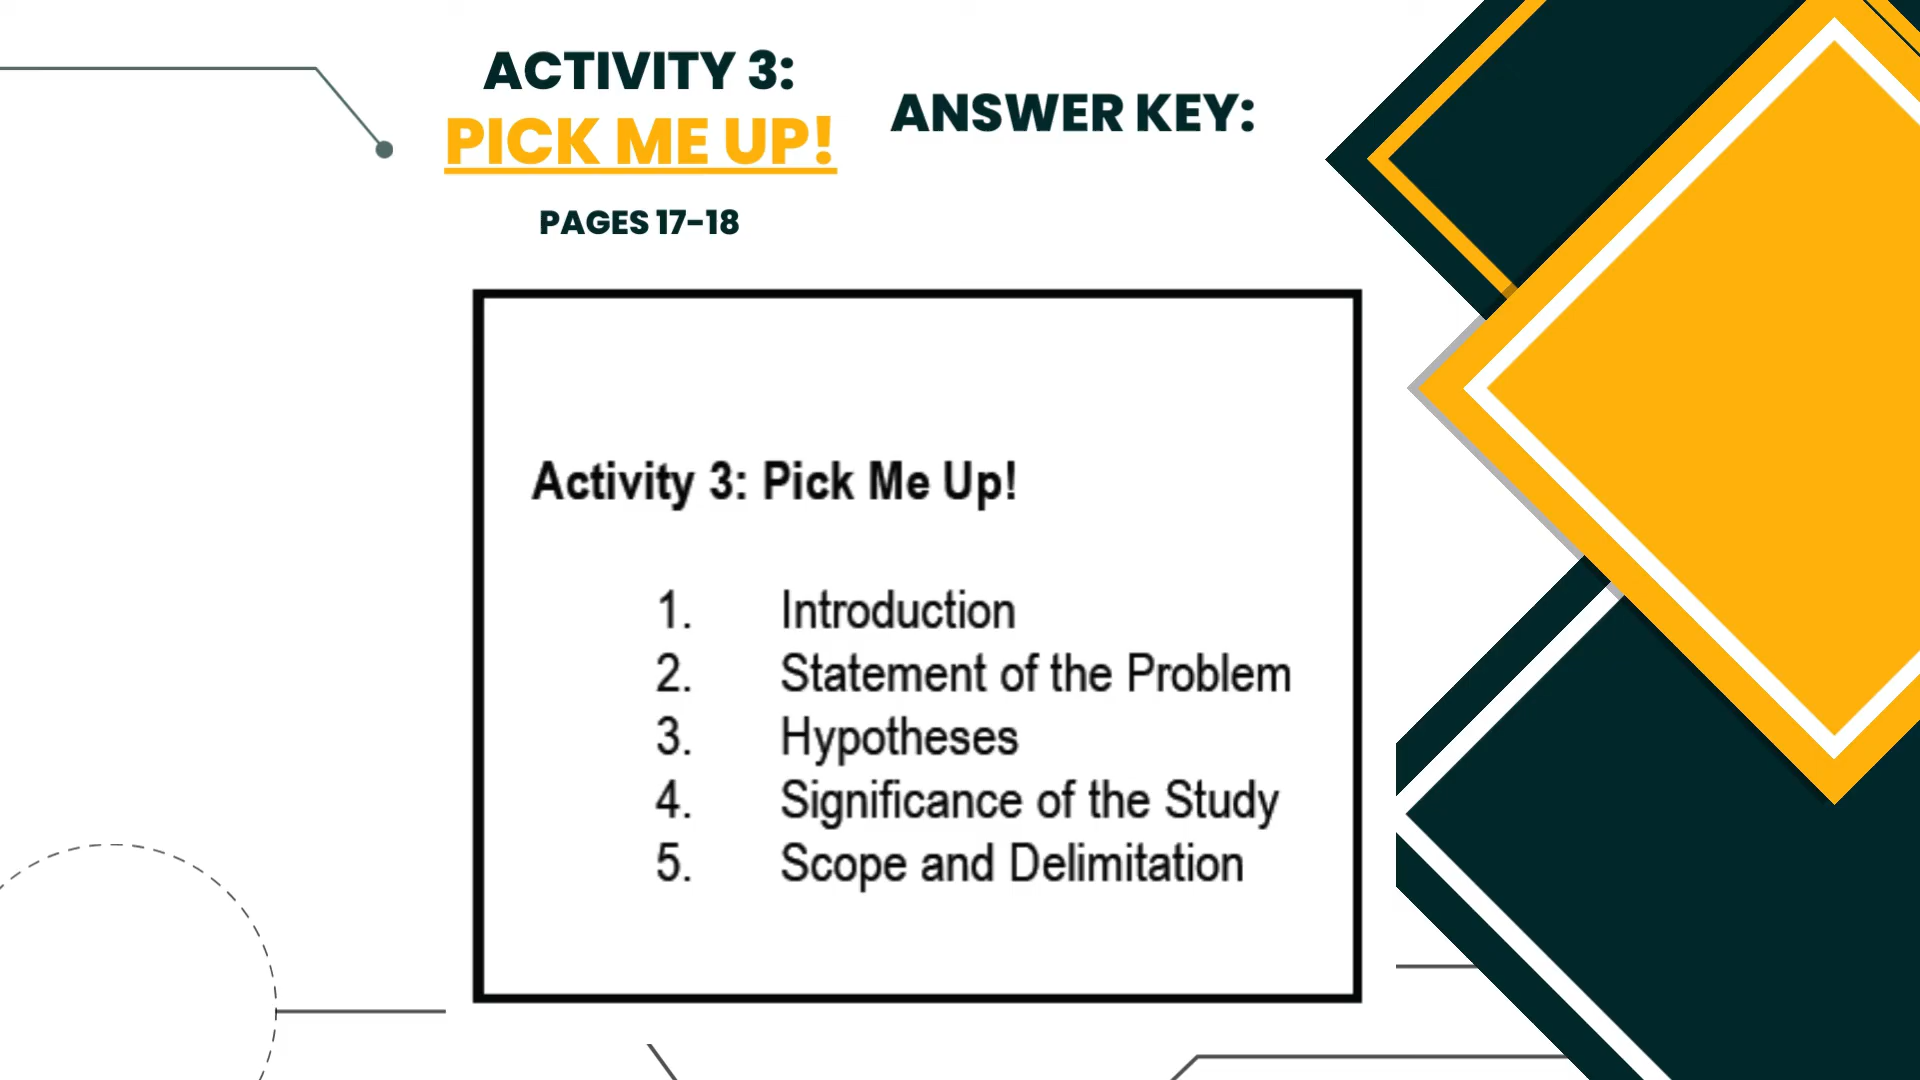 ACTIVITY 3:
PICK ME UP!
PAGES 17-18
ANSWER KEY:
Activity 3: Pick Me Up!
1. Introduction
2. Statement of the Problem
3. Hypotheses
4. Significance of the Study
5. Scope and Delimitation